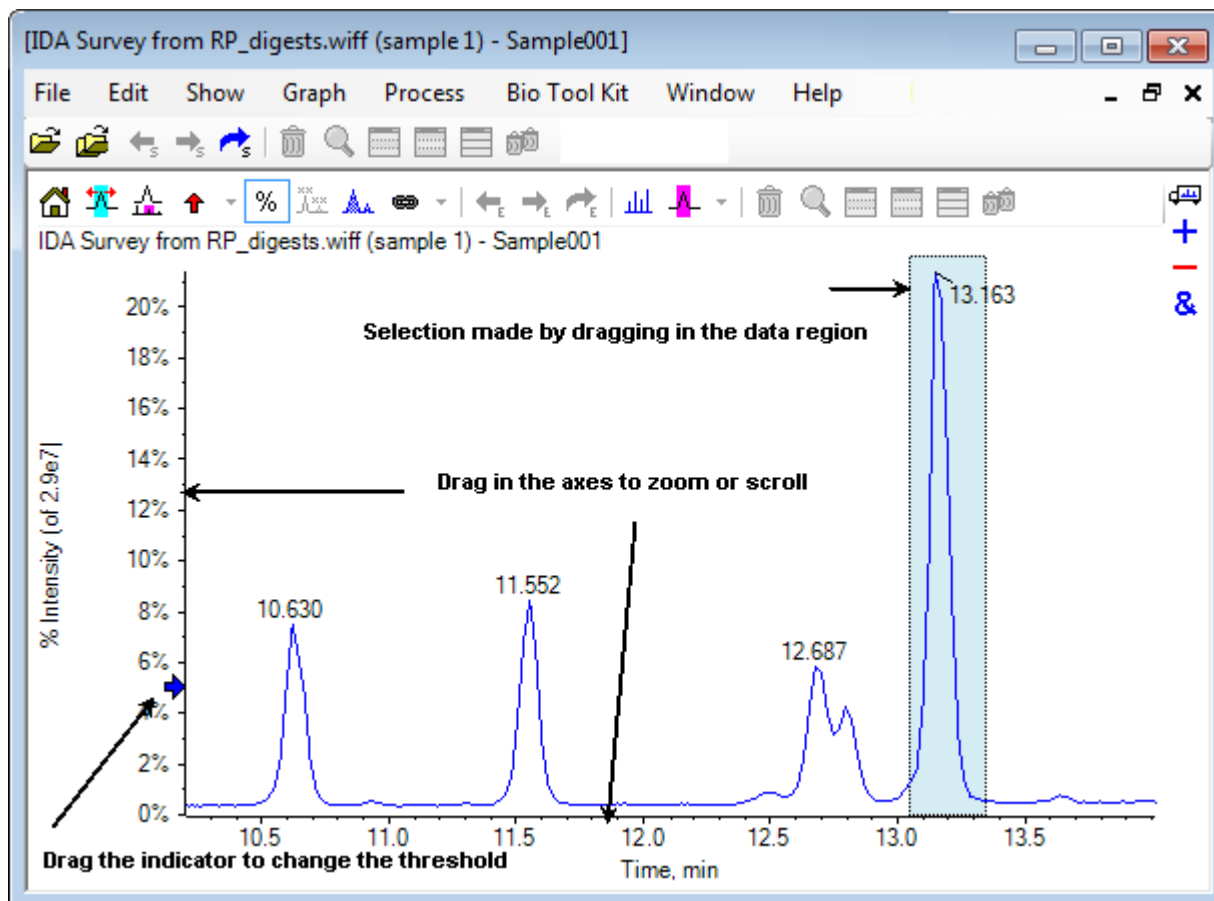 [IDA Survey from RP_digests.wiff (sample 1) - Sample001]
File Edit Show Graph Process Bio Tool Kit Window Help
S S S
% E E E
IDA Survey from RP_digests.wiff (sample 1) - Sample001
&
20%
18%
16%
14%
12%
10%
8%
6%
4%
2%
0%
% Intensity (of 2.9e7)
13.163
Selection made by dragging in the data region
Drag in the axes to zoom or scroll
10.630
11.552
12.687
10.5 11.0 11.5 12.0 12.5 13.0 13.5
Drag the indicator to change the threshold
Time, min